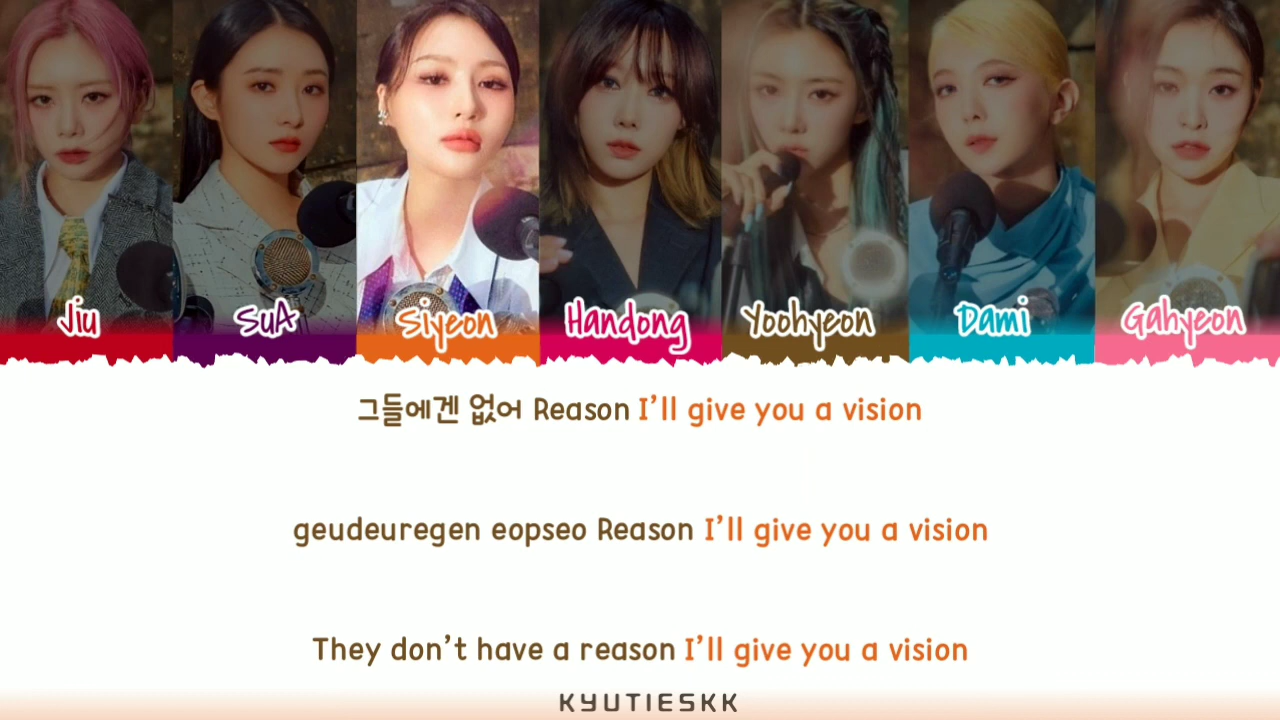 Jiu SuA Siyeon Handong Yoohyeon Dami Gahyeon
그들에겐 없어 Reason I'll give you a vision
geudeuregen eopseo Reason I'll give you a vision
They don't have a reason I'll give you a vision
KYUTIESKK